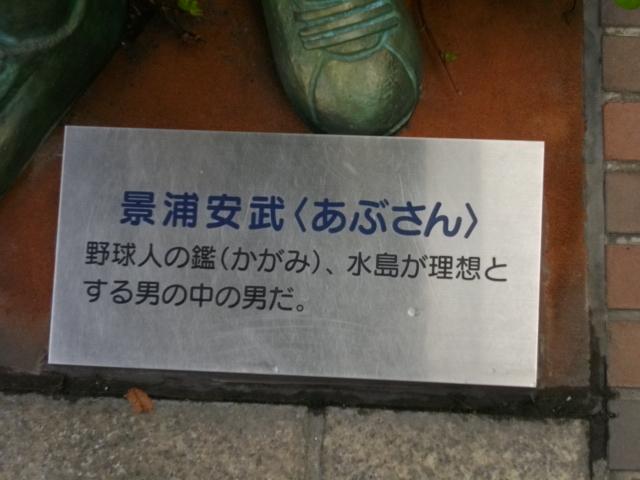 景浦安武〈あぶさん〉
野球人の鑑(かがみ)、水島が理想と
する男の中の男だ。